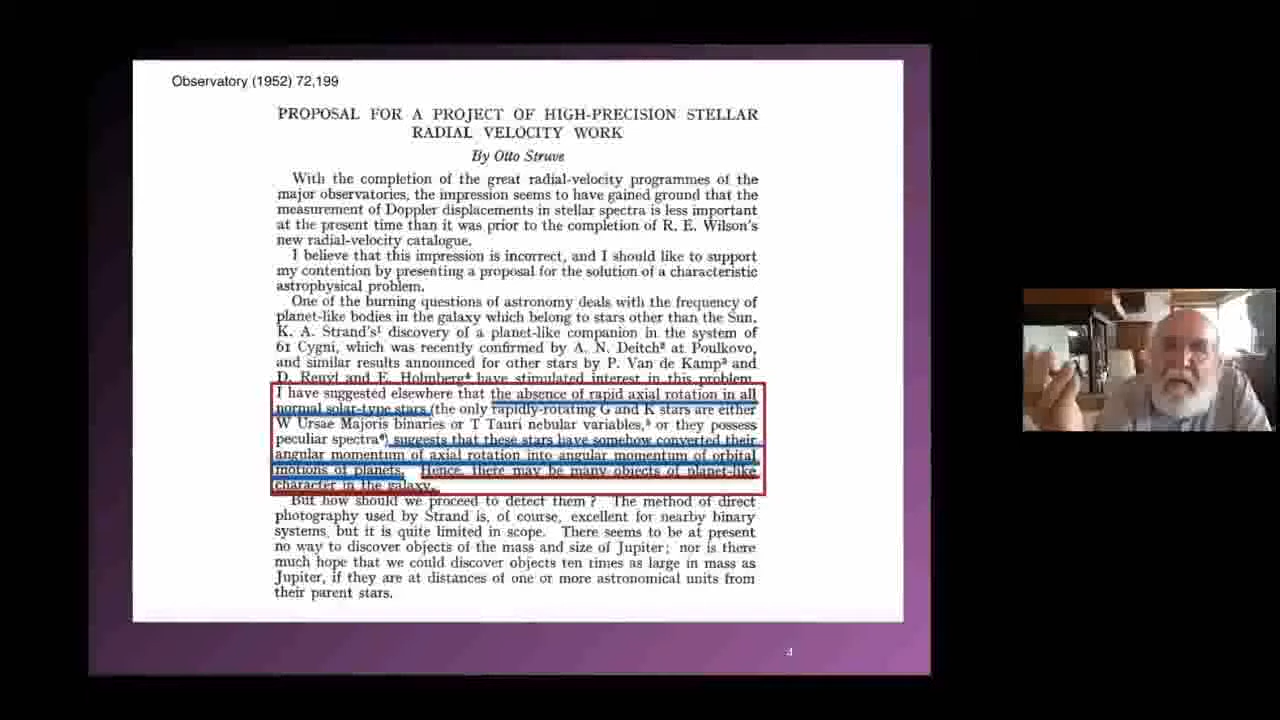 Observatory (1952) 72,199
PROPOSAL FOR A PROJECT OF HIGH-PRECISION STELLAR
RADIAL VELOCITY WORK
By Otto Struve
With the completion of the great radial-velocity programmes of the
major observatories, the impression seems to have gained ground that the
measurement of Doppler displacements in stellar spectra is less important
at the present time than it was prior to the completion of R. E. Wilson's
new radial-velocity catalogue.
I believe that this impression is incorrect, and I should like to support
my contention by presenting a proposal for the solution of a characteristic
astrophysical problem.
One of the burning questions of astronomy deals with the frequency of
planet-like bodies in the galaxy which belong to stars other than the Sun.
K. A. Strand's¹ discovery of a planet-like companion in the system of
61 Cygni, which was recently confirmed by A. N. Deitch² at Poulkovo,
and similar results announced for other stars by P. Van de Kamp³ and
D. Reuyl and E. Holmberg⁴ have stimulated interest in this problem.
I have suggested elsewhere that the absence of rapid axial rotation in all
normal solar-type stars (the only rapidly-rotating G and K stars are either
W Ursae Majoris binaries or T Tauri nebular variables,⁵ or they possess
peculiar spectra⁶) suggests that these stars have somehow converted their
angular momentum of axial rotation into angular momentum of orbital
motions of planets. Hence, there may be many objects of planet-like
character in the galaxy.
But how should we proceed to detect them? The method of direct
photography used by Strand is, of course, excellent for nearby binary
systems, but it is quite limited in scope. There seems to be at present
no way to discover objects of the mass and size of Jupiter; nor is there
much hope that we could discover objects ten times as large in mass as
Jupiter, if they are at distances of one or more astronomical units from
their parent stars.
4